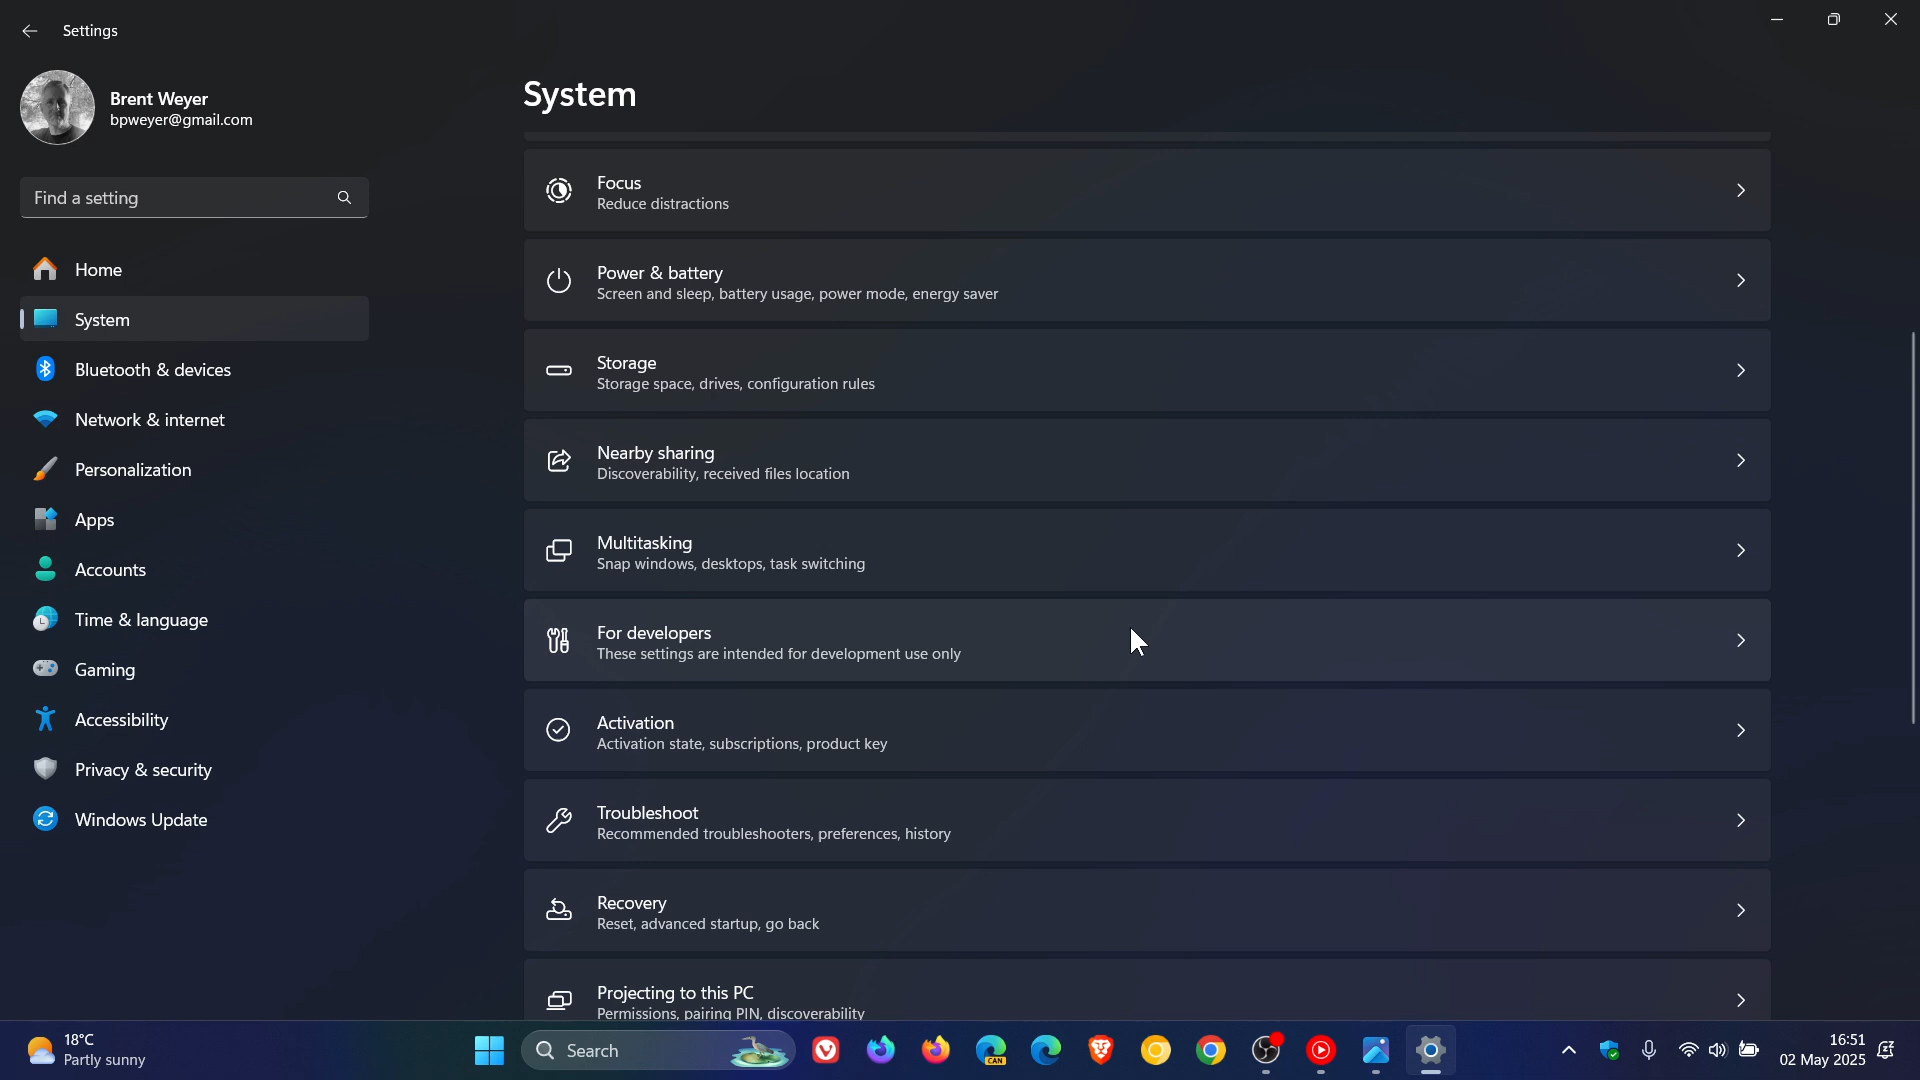 Settings
Brent Weyer
bpweyer@gmail.com
Find a setting
Home
System
Bluetooth & devices
Network & internet
Personalization
Apps
Accounts
Time & language
Gaming
Accessibility
Privacy & security
Windows Update
System
Focus
Reduce distractions
Power & battery
Screen and sleep, battery usage, power mode, energy saver
Storage
Storage space, drives, configuration rules
Nearby sharing
Discoverability, received files location
Multitasking
Snap windows, desktops, task switching
For developers
These settings are intended for development use only
Activation
Activation state, subscriptions, product key
Troubleshoot
Recommended troubleshooters, preferences, history
Recovery
Reset, advanced startup, go back
Projecting to this PC
Permissions, pairing PIN, discoverability
18°C
Partly sunny
Search
CAN
16:51
02 May 2025